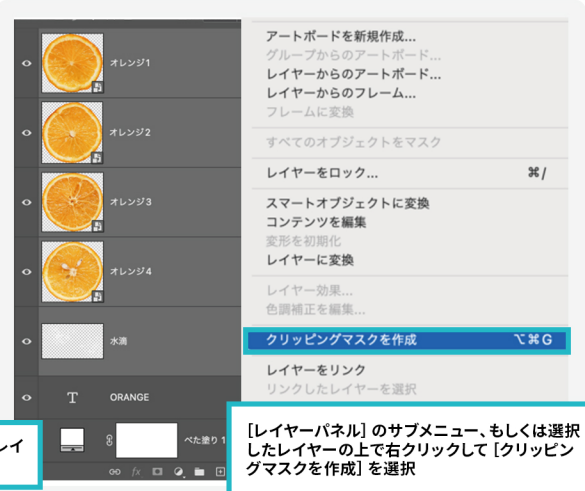 オレンジ1
オレンジ2
オレンジ3
オレンジ4
水滴
T ORANGE
べた塗り 1
fx
アートボードを新規作成...
グループからのアートボード...
レイヤーからのアートボード...
レイヤーからのフレーム...
フレームに変換
すべてのオブジェクトをマスク
レイヤーをロック... ⌘/
スマートオブジェクトに変換
コンテンツを編集
変形を初期化
レイヤーに変換
レイヤー効果...
色調補正を編集...
クリッピングマスクを作成 ⌥⌘G
レイヤーをリンク
リンクしたレイヤーを選択
レイ
[レイヤーパネル] のサブメニュー、もしくは選択
したレイヤーの上で右クリックして [クリッピン
グマスクを作成] を選択